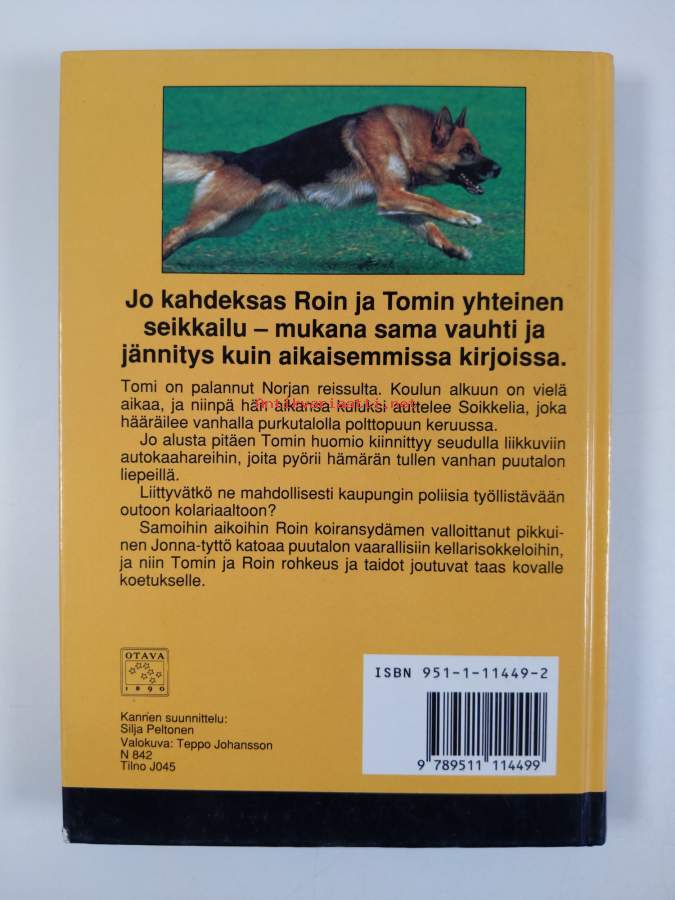 Jo kahdeksas Roin ja Tomin yhteinen
seikkailu – mukana sama vauhti ja
jännitys kuin aikaisemmissa kirjoissa.
Tomi on palannut Norjan reissulta. Koulun alkuun on vielä
aikaa, ja niinpä hän aikansa kuluksi auttelee Soikkelia, joka
Antikvariaatti.net
hääräilee vanhalla purkutalolla polttopuun keruussa.
Jo alusta pitäen Tomin huomio kiinnittyy seudulla liikkuviin
autokaahareihin, joita pyörii hämärän tullen vanhan puutalon
liepeillä.
Liittyvätkö ne mahdollisesti kaupungin poliisia työllistävään
outoon kolariaaltoon?
Samoihin aikoihin Roin koiransydämen valloittanut pikkui-
nen Jonna-tyttö katoaa puutalon vaarallisiin kellarisokkeloihin,
ja niin Tomin ja Roin rohkeus ja taidot joutuvat taas kovalle
koetukselle.
OTAVA
1890
Kannen suunnittelu:
Silja Peltonen
Valokuva: Teppo Johansson
N 842
Tilno J045
ISBN 951-1-11449-2
9 789511 114499